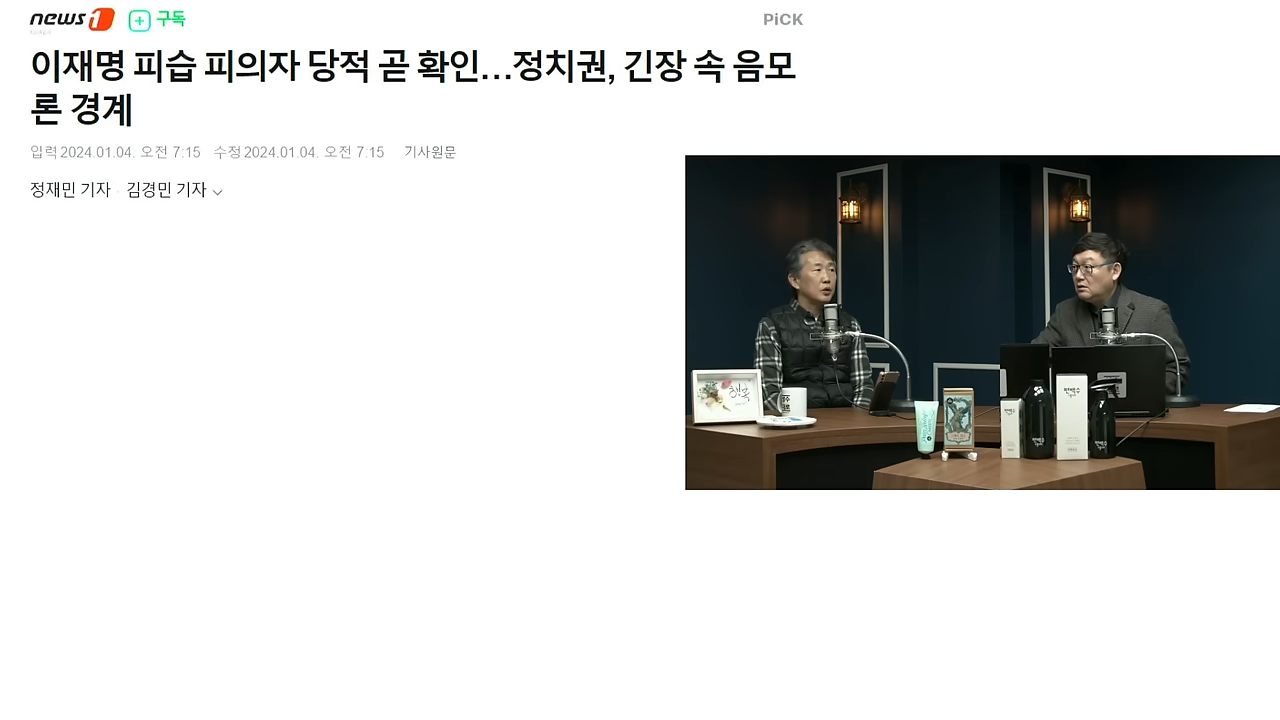 news1 구독
PiCK
이재명 피습 피의자 당적 곧 확인…정치권, 긴장 속 음모
론 경계
입력 2024.01.04. 오전 7:15 수정 2024.01.04. 오전 7:15 기사원문
정재민 기자 김경민 기자